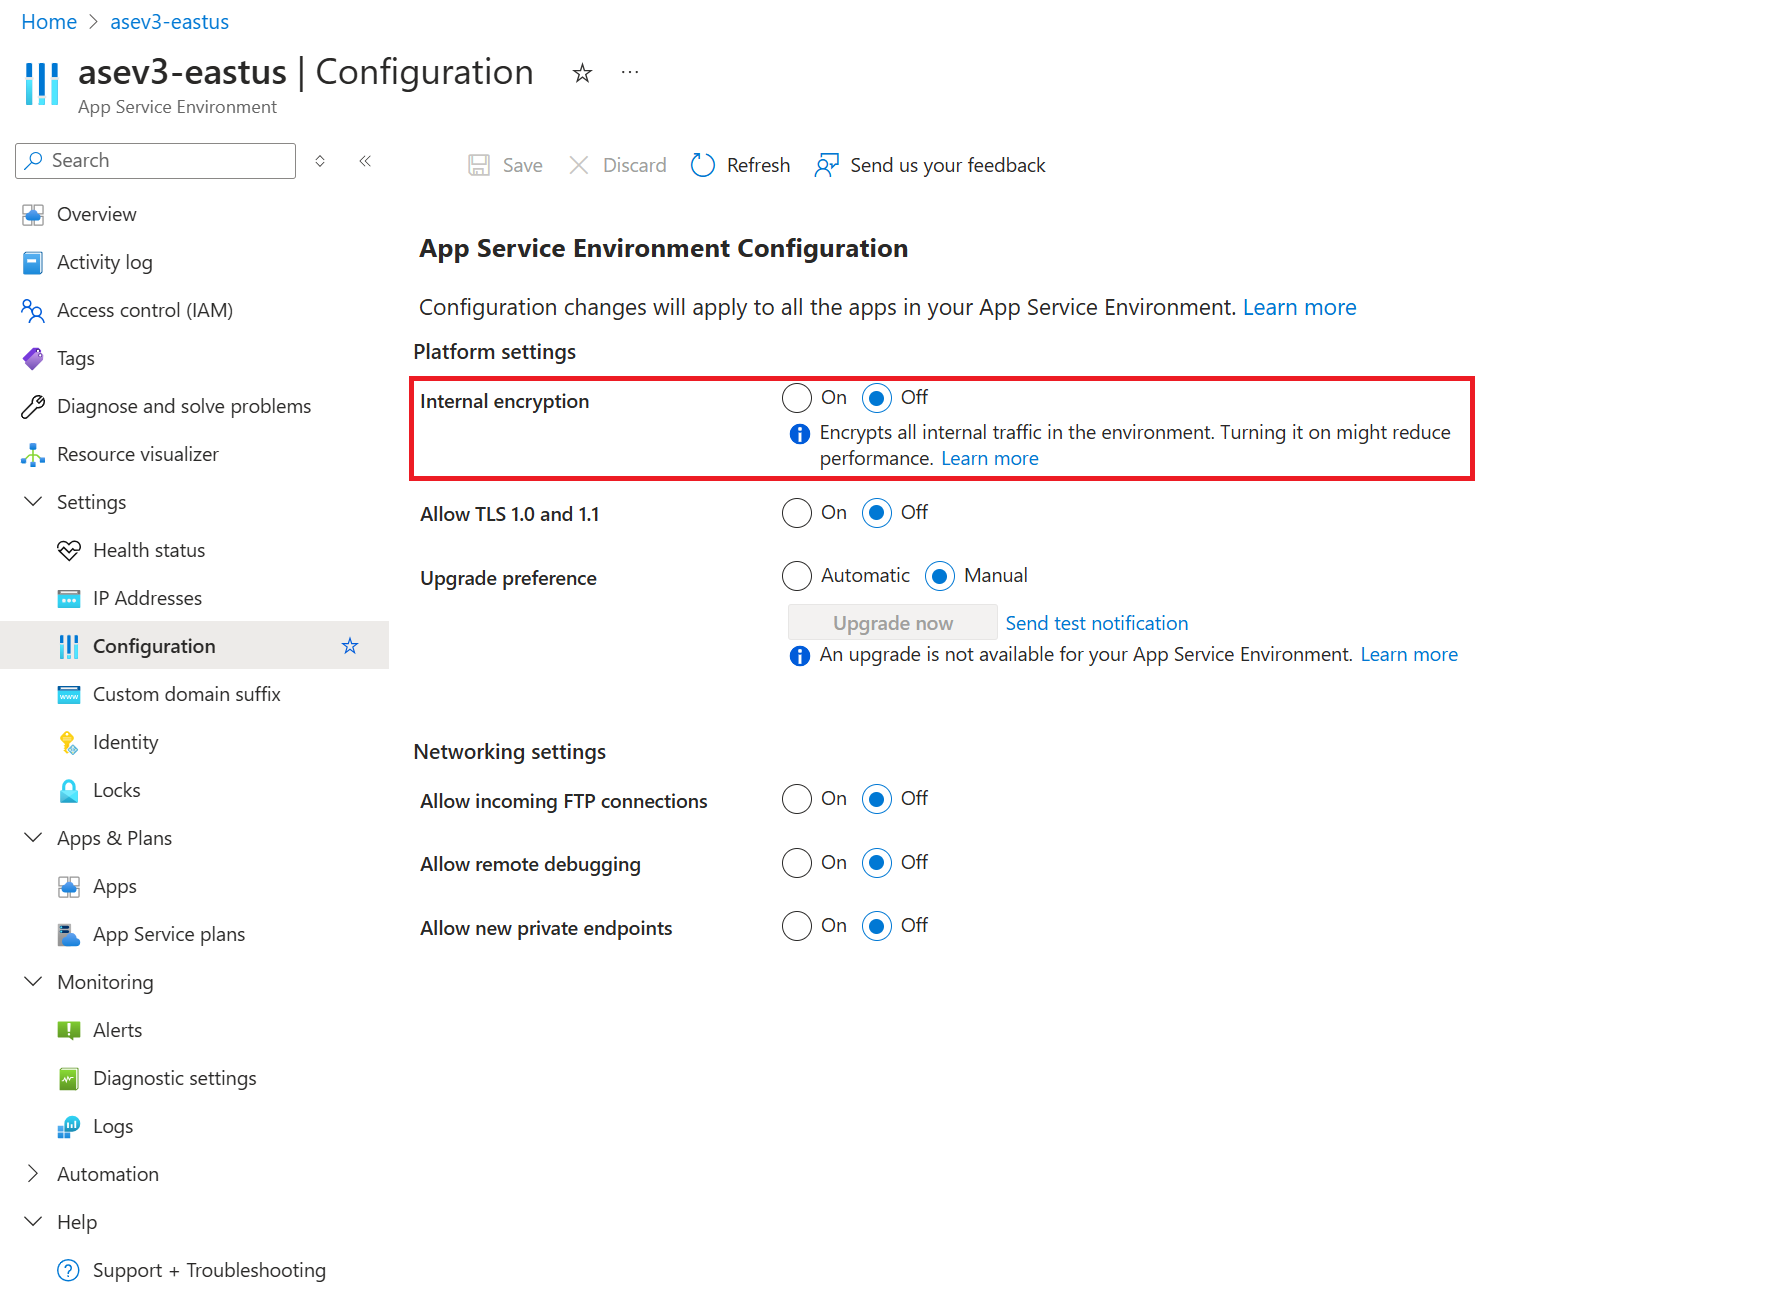 Home > asev3-eastus
asev3-eastus | Configuration
App Service Environment
Search
Save Discard Refresh Send us your feedback
Overview
Activity log
Access control (IAM)
Tags
Diagnose and solve problems
Resource visualizer
Settings
Health status
IP Addresses
Configuration
Custom domain suffix
Identity
Locks
Apps & Plans
Apps
App Service plans
Monitoring
Alerts
Diagnostic settings
Logs
Automation
Help
Support + Troubleshooting
App Service Environment Configuration
Configuration changes will apply to all the apps in your App Service Environment. Learn more
Platform settings
Internal encryption On Off
Encrypts all internal traffic in the environment. Turning it on might reduce
performance. Learn more
Allow TLS 1.0 and 1.1 On Off
Upgrade preference Automatic Manual
Upgrade now Send test notification
An upgrade is not available for your App Service Environment. Learn more
Networking settings
Allow incoming FTP connections On Off
Allow remote debugging On Off
Allow new private endpoints On Off